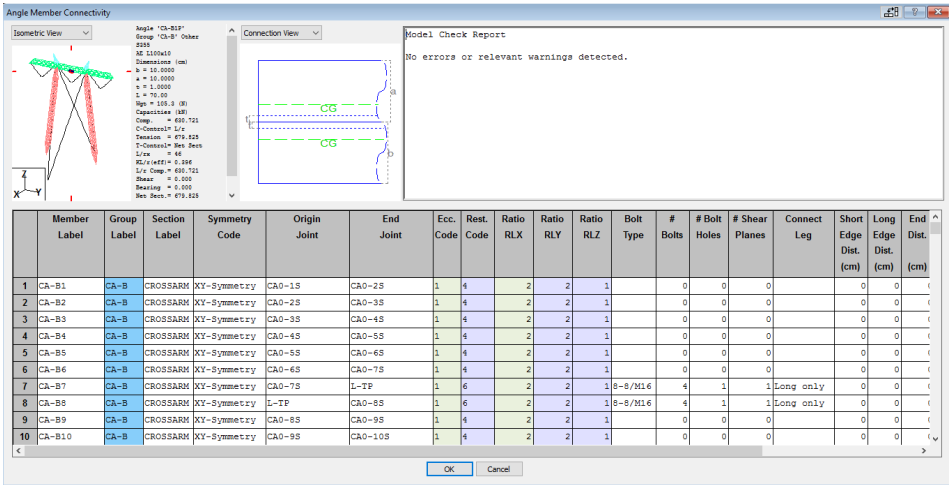 Angle Member Connectivity
Isometric View
Angle 'CA-B1P'
Group 'CA-B' Other
S355
AE L100x10
Dimensions (cm)
b = 10.0000
a = 10.0000
t = 1.0000
L = 70.00
Wgt = 105.3 (N)
Capacities (kN)
Comp. = 630.721
C-Control= L/r
Tension = 679.825
T-Control= Net Sect
L/rx = 46
KL/r(eff)= 0.396
L/r Comp.= 630.721
Shear = 0.000
Bearing = 0.000
Net Sect.= 679.825
Z
X Y
Connection View
CG
CG
a
b
t
t
Model Check Report
No errors or relevant warnings detected.
Member Label Group Label Section Label Symmetry Code Origin Joint End Joint Ecc. Code Rest. Code Ratio RLX Ratio RLY Ratio RLZ Bolt Type # Bolts # Bolt Holes # Shear Planes Connect Leg Short Edge Dist. (cm) Long Edge Dist. (cm) End Dist. (cm)
1 CA-B1 CA-B CROSSARM XY-Symmetry CA0-1S CA0-2S 1 4 2 2 1 0 0 0 0 0
2 CA-B2 CA-B CROSSARM XY-Symmetry CA0-2S CA0-3S 1 4 2 2 1 0 0 0 0 0
3 CA-B3 CA-B CROSSARM XY-Symmetry CA0-3S CA0-4S 1 4 2 2 1 0 0 0 0 0
4 CA-B4 CA-B CROSSARM XY-Symmetry CA0-4S CA0-5S 1 4 2 2 1 0 0 0 0 0
5 CA-B5 CA-B CROSSARM XY-Symmetry CA0-5S CA0-6S 1 4 2 2 1 0 0 0 0 0
6 CA-B6 CA-B CROSSARM XY-Symmetry CA0-6S CA0-7S 1 4 2 2 1 0 0 0 0 0
7 CA-B7 CA-B CROSSARM XY-Symmetry CA0-7S L-TP 1 6 2 2 1 8-8/M16 4 1 1 Long only 0 0
8 CA-B8 CA-B CROSSARM XY-Symmetry L-TP CA0-8S 1 6 2 2 1 8-8/M16 4 1 1 Long only 0 0
9 CA-B9 CA-B CROSSARM XY-Symmetry CA0-8S CA0-9S 1 4 2 2 1 0 0 0 0 0
10 CA-B10 CA-B CROSSARM XY-Symmetry CA0-9S CA0-10S 1 4 2 2 1 0 0 0 0 0
OK Cancel